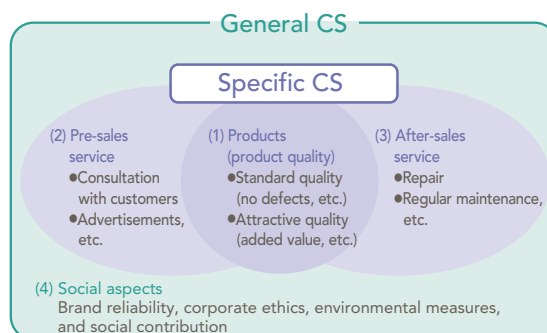 General CS
Specific CS
(2) Pre-sales
service
●Consultation
with customers
●Advertisements,
etc.
(1) Products
(product quality)
●Standard quality
(no defects, etc.)
●Attractive quality
(added value, etc.)
(3) After-sales
service
●Repair
●Regular maintenance,
etc.
(4) Social aspects
Brand reliability, corporate ethics, environmental measures,
and social contribution